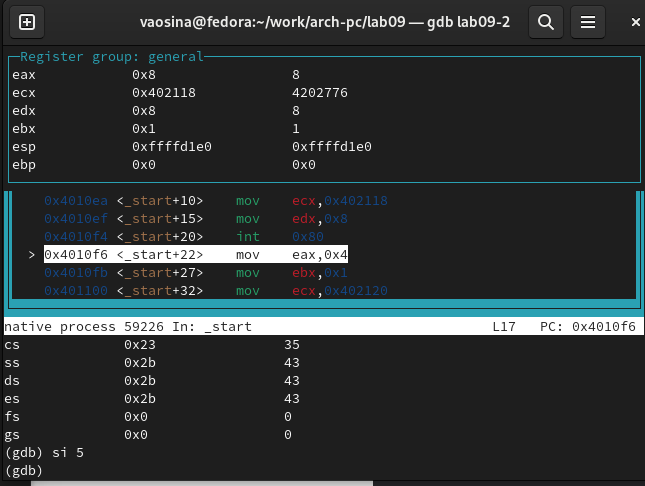 vaosina@fedora:~/work/arch-pc/lab09 — gdb lab09-2
Register group: general
eax 0x8 8
ecx 0x402118 4202776
edx 0x8 8
ebx 0x1 1
esp 0xffffd1e0 0xffffd1e0
ebp 0x0 0x0
0x4010ea <_start+10> mov ecx,0x402118
0x4010ef <_start+15> mov edx,0x8
0x4010f4 <_start+20> int 0x80
> 0x4010f6 <_start+22> mov eax,0x4
0x4010fb <_start+27> mov ebx,0x1
0x401100 <_start+32> mov ecx,0x402120
native process 59226 In: _start L17 PC: 0x4010f6
cs 0x23 35
ss 0x2b 43
ds 0x2b 43
es 0x2b 43
fs 0x0 0
gs 0x0 0
(gdb) si 5
(gdb)